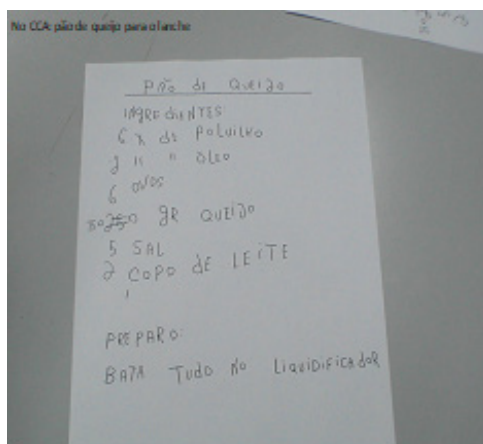 No CCA: pão de queijo para o lanche
Pão de Queijo
INGREDIENTES
6 X de Polvilho
2 " " óleo
6 ovos
gr QUEIJO
5 SAL
2 COPO dE LEITE
PREPARO:
BATA Tudo No LiquidiFicador